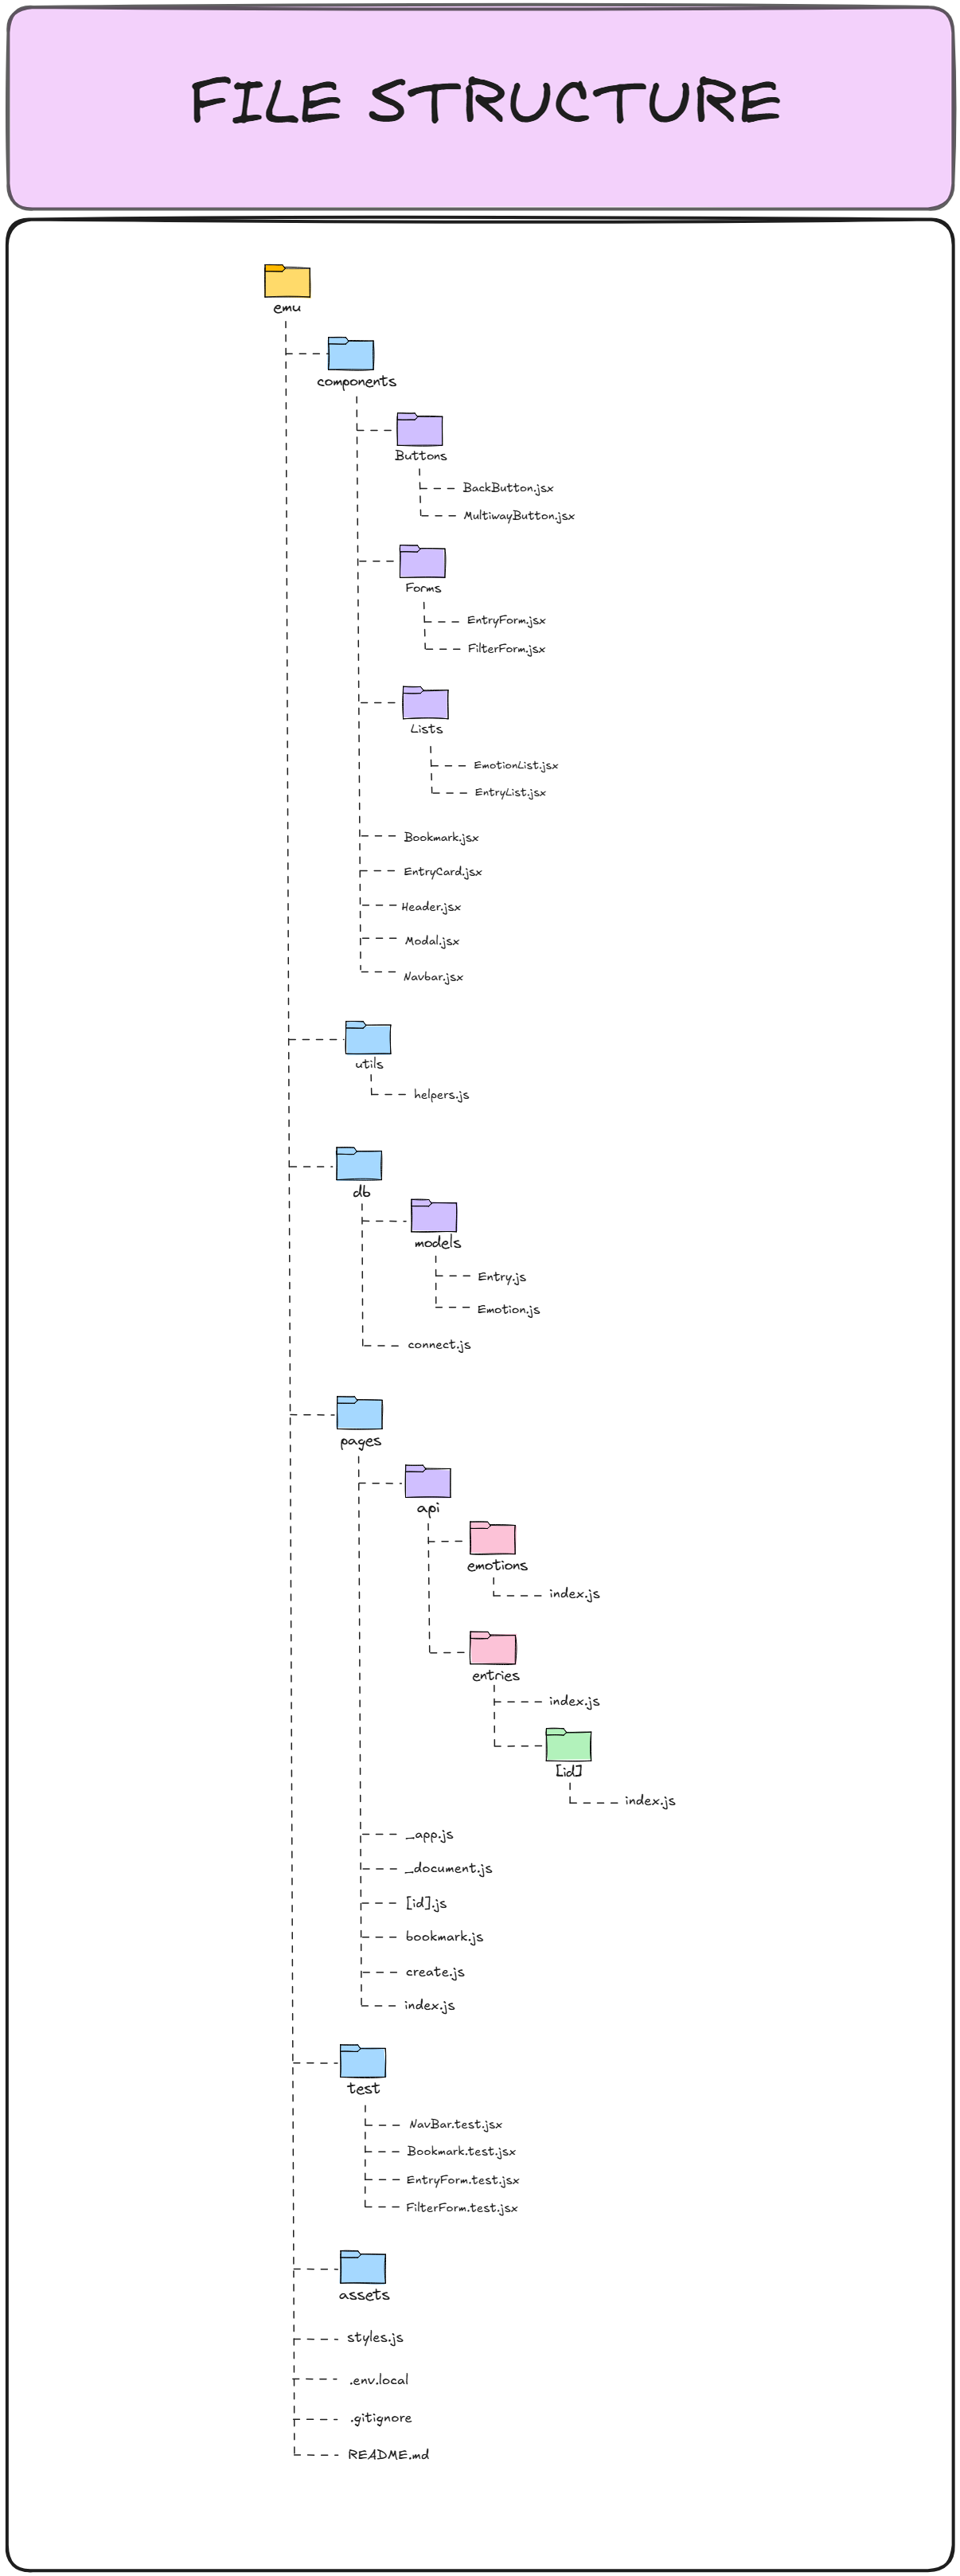 FILE STRUCTURE
emu
components
Buttons
BackButton.jsx
MultiwayButton.jsx
Forms
EntryForm.jsx
FilterForm.jsx
Lists
EmotionList.jsx
EntryList.jsx
Bookmark.jsx
EntryCard.jsx
Header.jsx
Modal.jsx
Navbar.jsx
utils
helpers.js
db
models
Entry.js
Emotion.js
connect.js
pages
api
emotions
index.js
entries
index.js
[id]
index.js
_app.js
_document.js
[id].js
bookmark.js
create.js
index.js
test
NavBar.test.jsx
Bookmark.test.jsx
EntryForm.test.jsx
FilterForm.test.jsx
assets
styles.js
.env.local
.gitignore
README.md